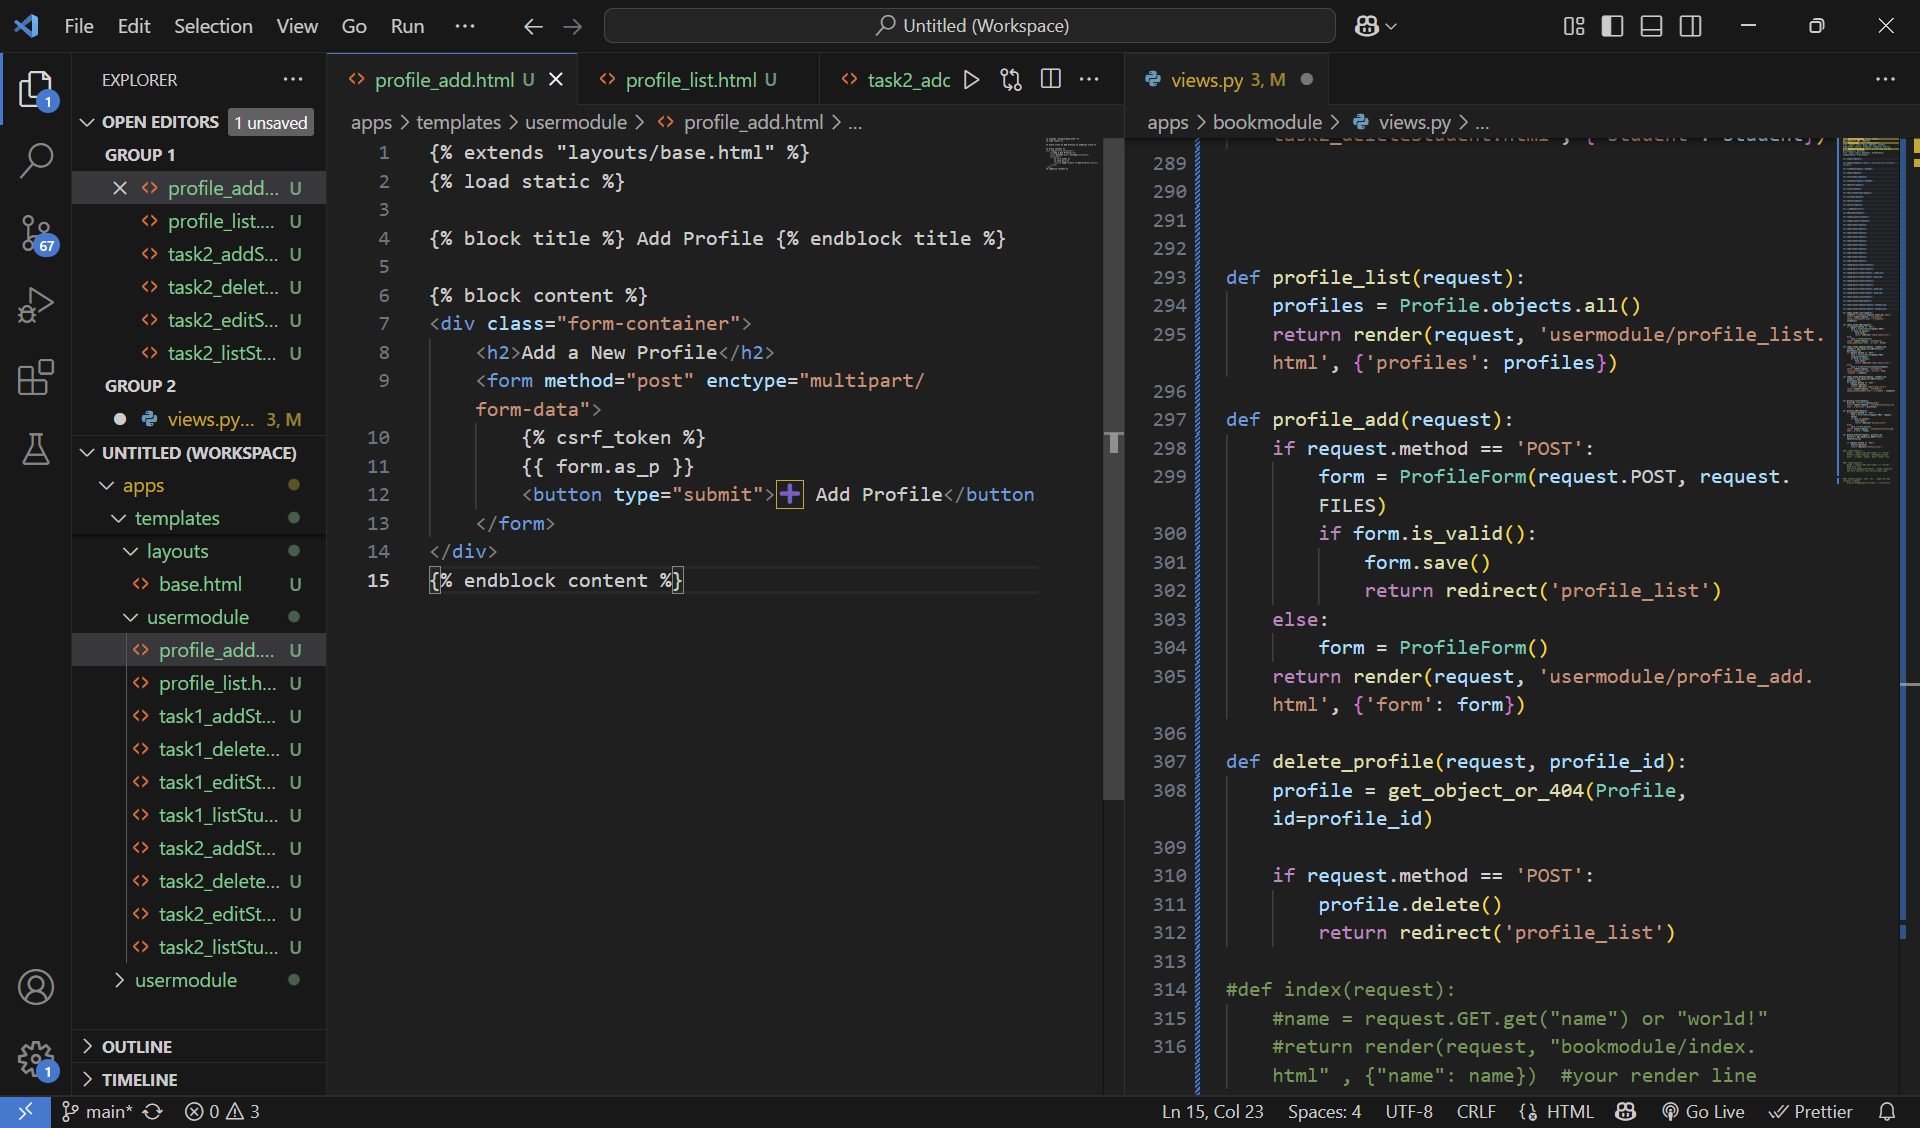 File Edit Selection View Go Run ··· Untitled (Workspace)
EXPLORER ···
OPEN EDITORS 1 unsaved
GROUP 1
profile_add... U
profile_list.... U
task2_addS... U
task2_delet... U
task2_editS... U
task2_listSt... U
GROUP 2
views.py... 3, M
UNTITLED (WORKSPACE)
apps
templates
layouts
base.html U
usermodule
profile_add.... U
profile_list.h... U
task1_addSt... U
task1_delete... U
task1_editSt... U
task1_listStu... U
task2_addSt... U
task2_delete... U
task2_editSt... U
task2_listStu... U
usermodule
OUTLINE
TIMELINE
1
67
1
profile_add.html U profile_list.html U task2_adc ···
apps > templates > usermodule > profile_add.html > ...
1 {% extends "layouts/base.html" %}
2 {% load static %}
3
4 {% block title %} Add Profile {% endblock title %}
5
6 {% block content %}
7 <div class="form-container">
8 <h2>Add a New Profile</h2>
9 <form method="post" enctype="multipart/
form-data">
10 {% csrf_token %}
11 {{ form.as_p }}
12 <button type="submit">➕ Add Profile</button
13 </form>
14 </div>
15 {% endblock content %}
views.py 3, M ···
apps > bookmodule > views.py > ...
289
290
291
292
293 def profile_list(request):
294 profiles = Profile.objects.all()
295 return render(request, 'usermodule/profile_list.
html', {'profiles': profiles})
296
297 def profile_add(request):
298 if request.method == 'POST':
299 form = ProfileForm(request.POST, request.
FILES)
300 if form.is_valid():
301 form.save()
302 return redirect('profile_list')
303 else:
304 form = ProfileForm()
305 return render(request, 'usermodule/profile_add.
html', {'form': form})
306
307 def delete_profile(request, profile_id):
308 profile = get_object_or_404(Profile,
id=profile_id)
309
310 if request.method == 'POST':
311 profile.delete()
312 return redirect('profile_list')
313
314 #def index(request):
315 #name = request.GET.get("name") or "world!"
316 #return render(request, "bookmodule/index.
html" , {"name": name}) #your render line
main* 0 3 Ln 15, Col 23 Spaces: 4 UTF-8 CRLF HTML Go Live Prettier